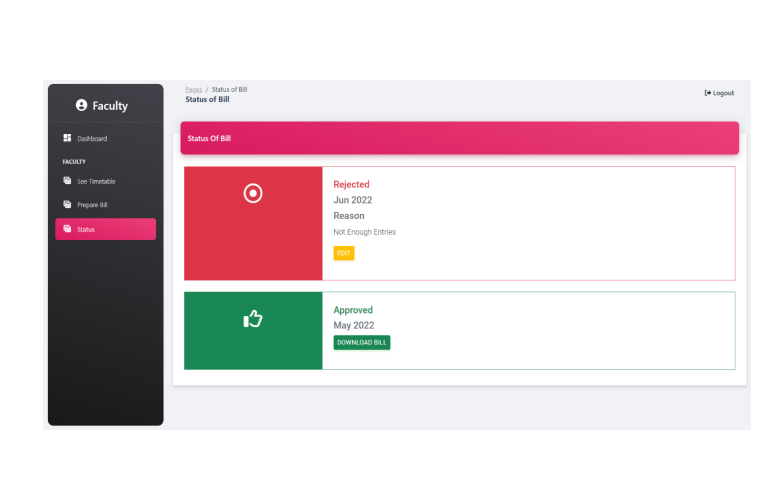 Faculty
Dashboard
FACULTY
See Timetable
Prepare Bill
Status
Pages / Status of Bill
Status of Bill
Logout
Status Of Bill
Rejected
Jun 2022
Reason
Not Enough Entries
EDIT
Approved
May 2022
DOWNLOAD BILL